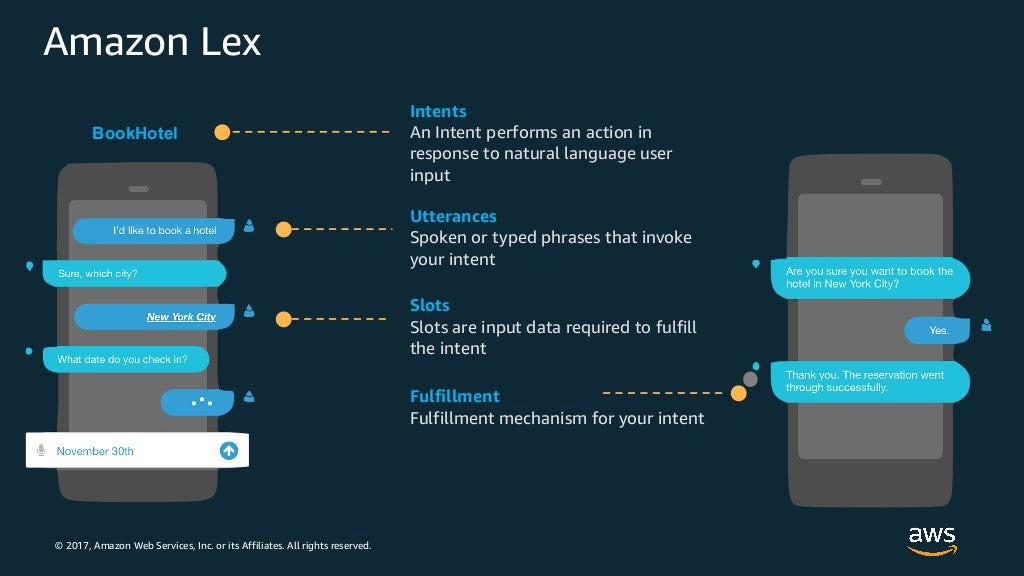 Amazon Lex
BookHotel
I'd like to book a hotel
Sure, which city?
New York City
What date do you check in?
November 30th
Intents
An Intent performs an action in
response to natural language user
input
Utterances
Spoken or typed phrases that invoke
your intent
Slots
Slots are input data required to fulfill
the intent
Fulfillment
Fulfillment mechanism for your intent
Are you sure you want to book the
hotel in New York City?
Yes.
Thank you. The reservation went
through successfully.
© 2017, Amazon Web Services, Inc. or its Affiliates. All rights reserved.
aws